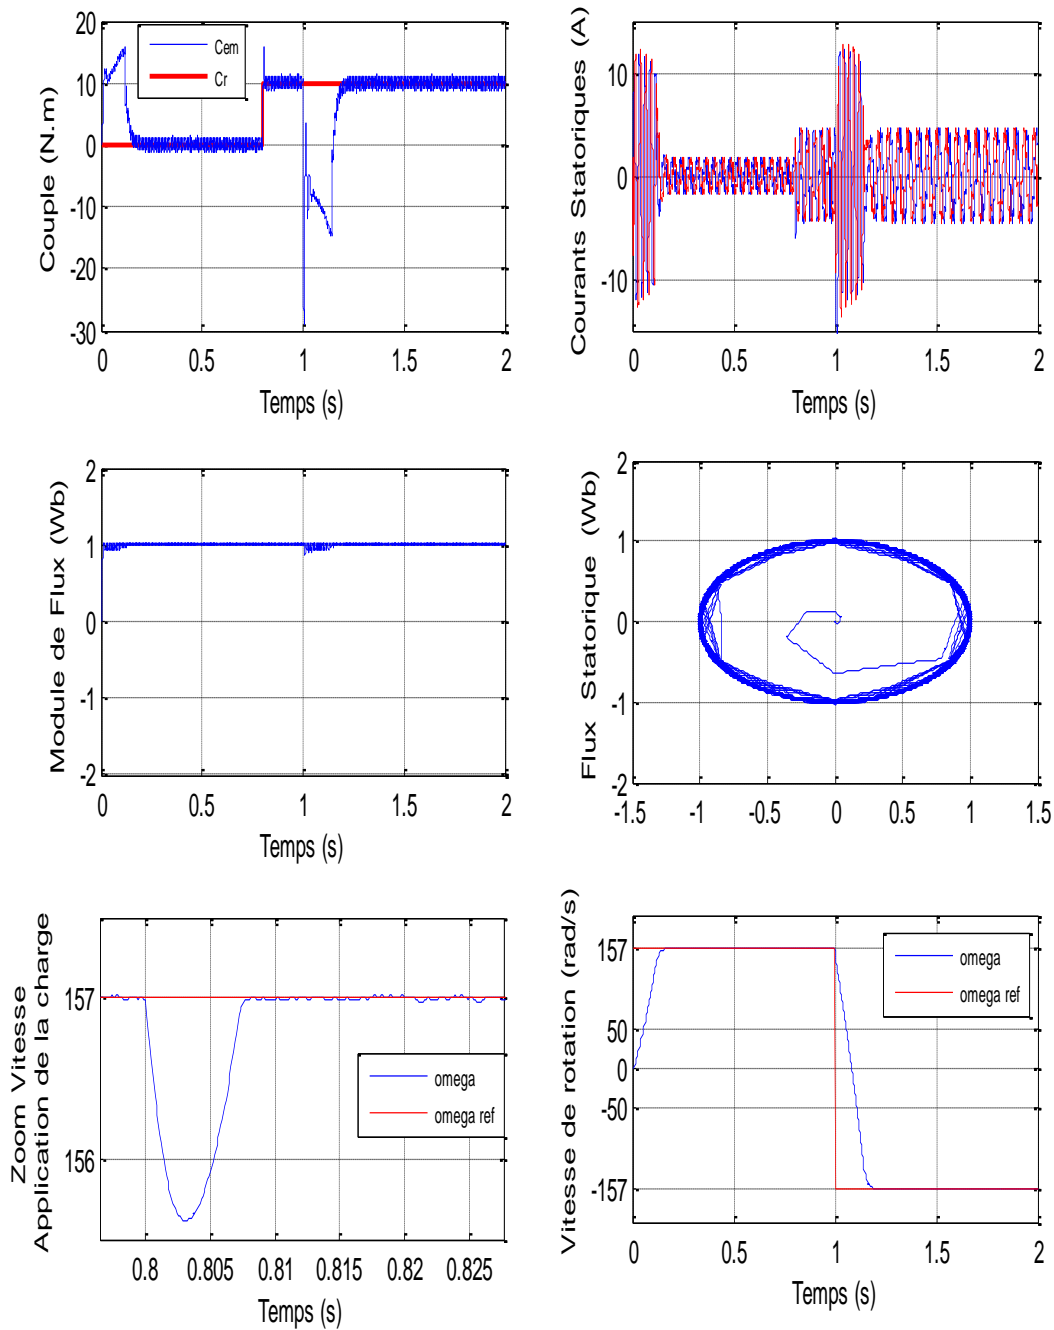 Couple (N.m)
20
10
0
-10
-20
-30
Cem
Cr
0 0.5 1 1.5 2
Temps (s)
Courants Statoriques (A)
10
0
-10
0 0.5 1 1.5 2
Temps (s)
Module de Flux (Wb)
2
1
0
-1
-2
0 0.5 1 1.5 2
Temps (s)
Flux Statorique (Wb)
2
1
0
-1
-2
-1.5 -1 -0.5 0 0.5 1 1.5
Zoom Vitesse
Application de la charge
157
156
omega
omega ref
0.8 0.805 0.81 0.815 0.82 0.825
Temps (s)
Vitesse de rotation (rad/s)
157
50
0
-50
-157
omega
omega ref
0 0.5 1 1.5 2
Temps (s)